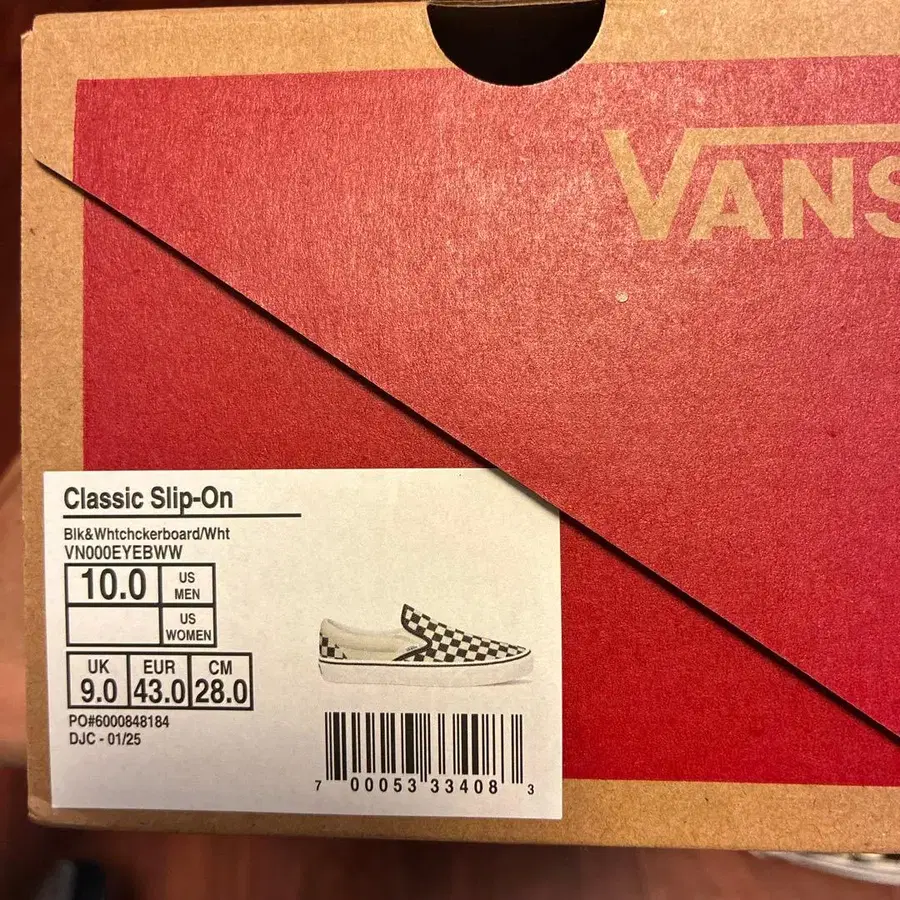 VANS
Classic Slip-On
Blk&Whtchckerboard/Wht
VN000EYEBWW
10.0 US MEN
US WOMEN
UK EUR CM
9.0 43.0 28.0
PO#6000848184
DJC - 01/25
7 00053 33408 3